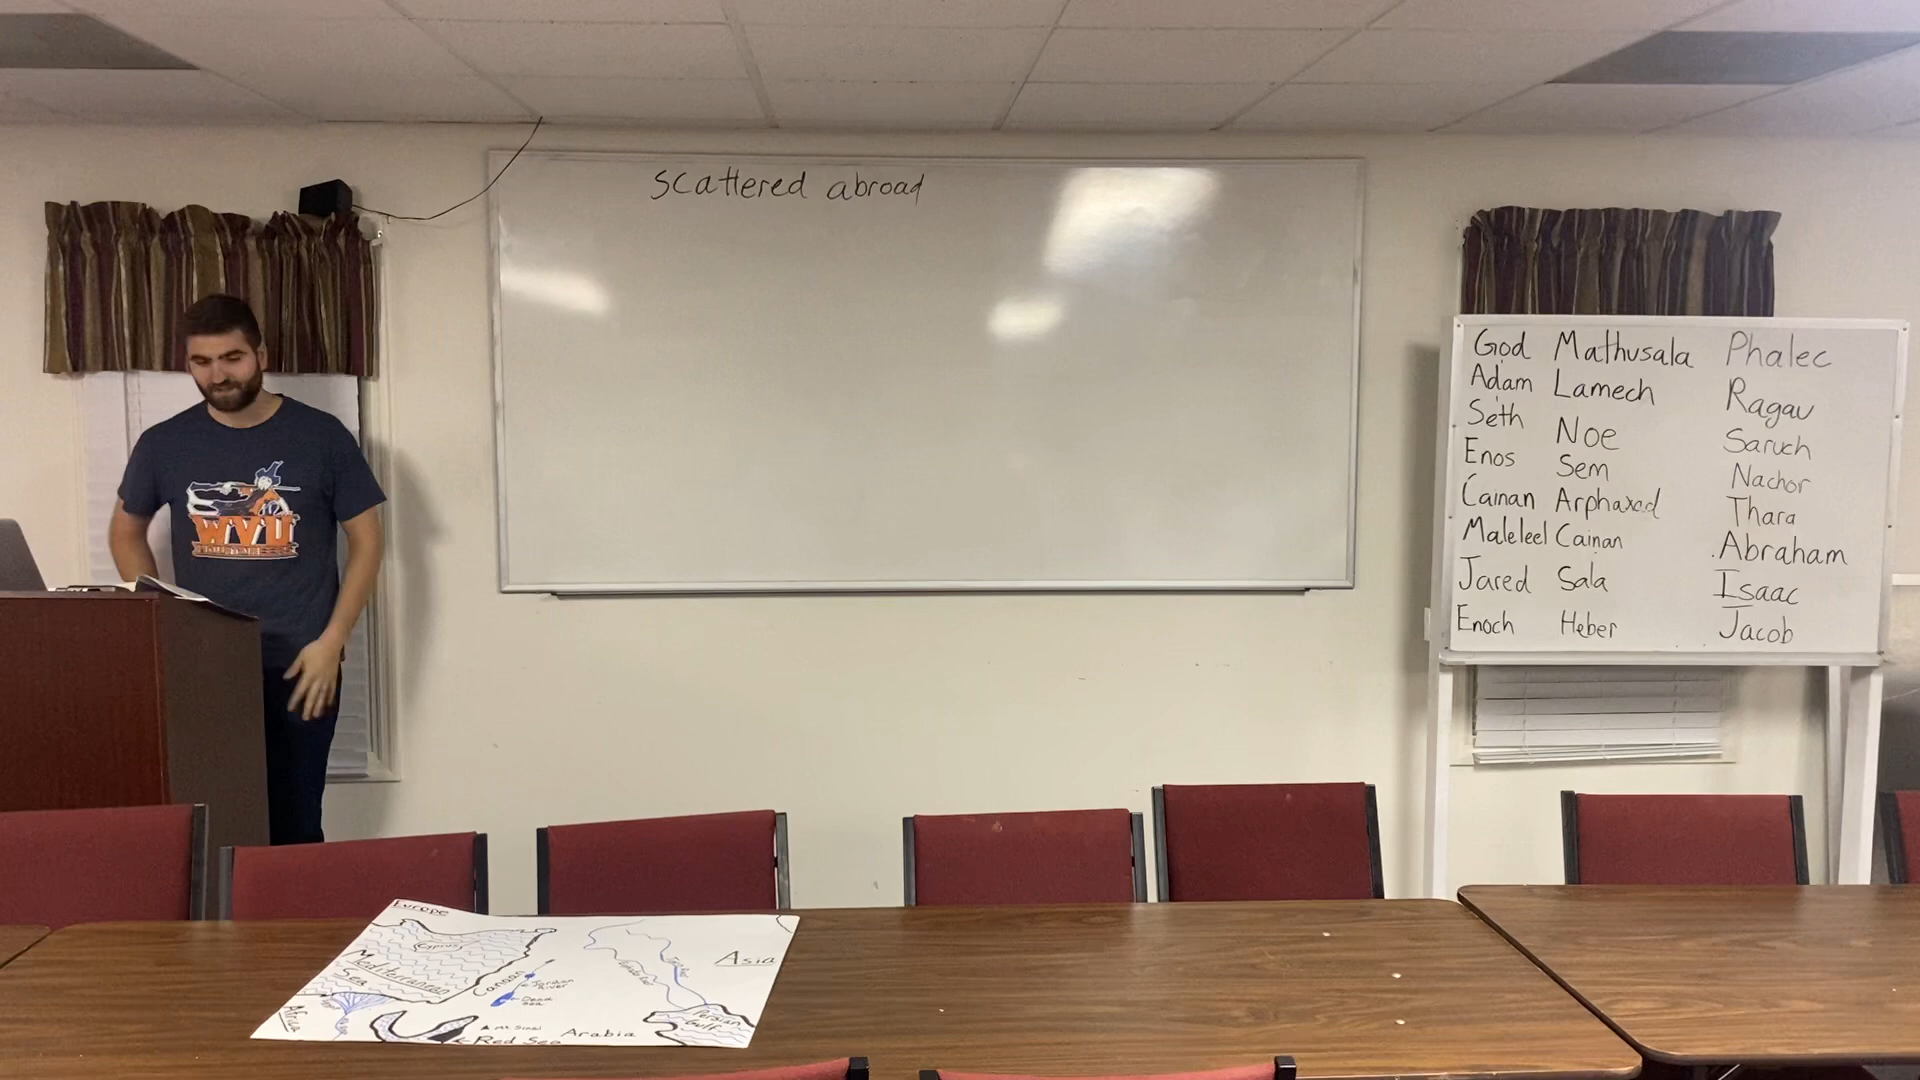 scattered abroad
God Mathusala Phalec
Adam Lamech Ragau
Seth Noe Saruch
Enos Sem Nachor
Cainan Arphaxad Thara
Maleleel Cainan Abraham
Jared Sala Isaac
Enoch Heber Jacob
WVU
MOUNTAINEERS
Europe
Cyprus
Mediterranean
Sea
Canaan
Jordan
River
Dead
Sea
Asia
Africa
Persian
Gulf
Mt Sinai
Arabia
Red Sea